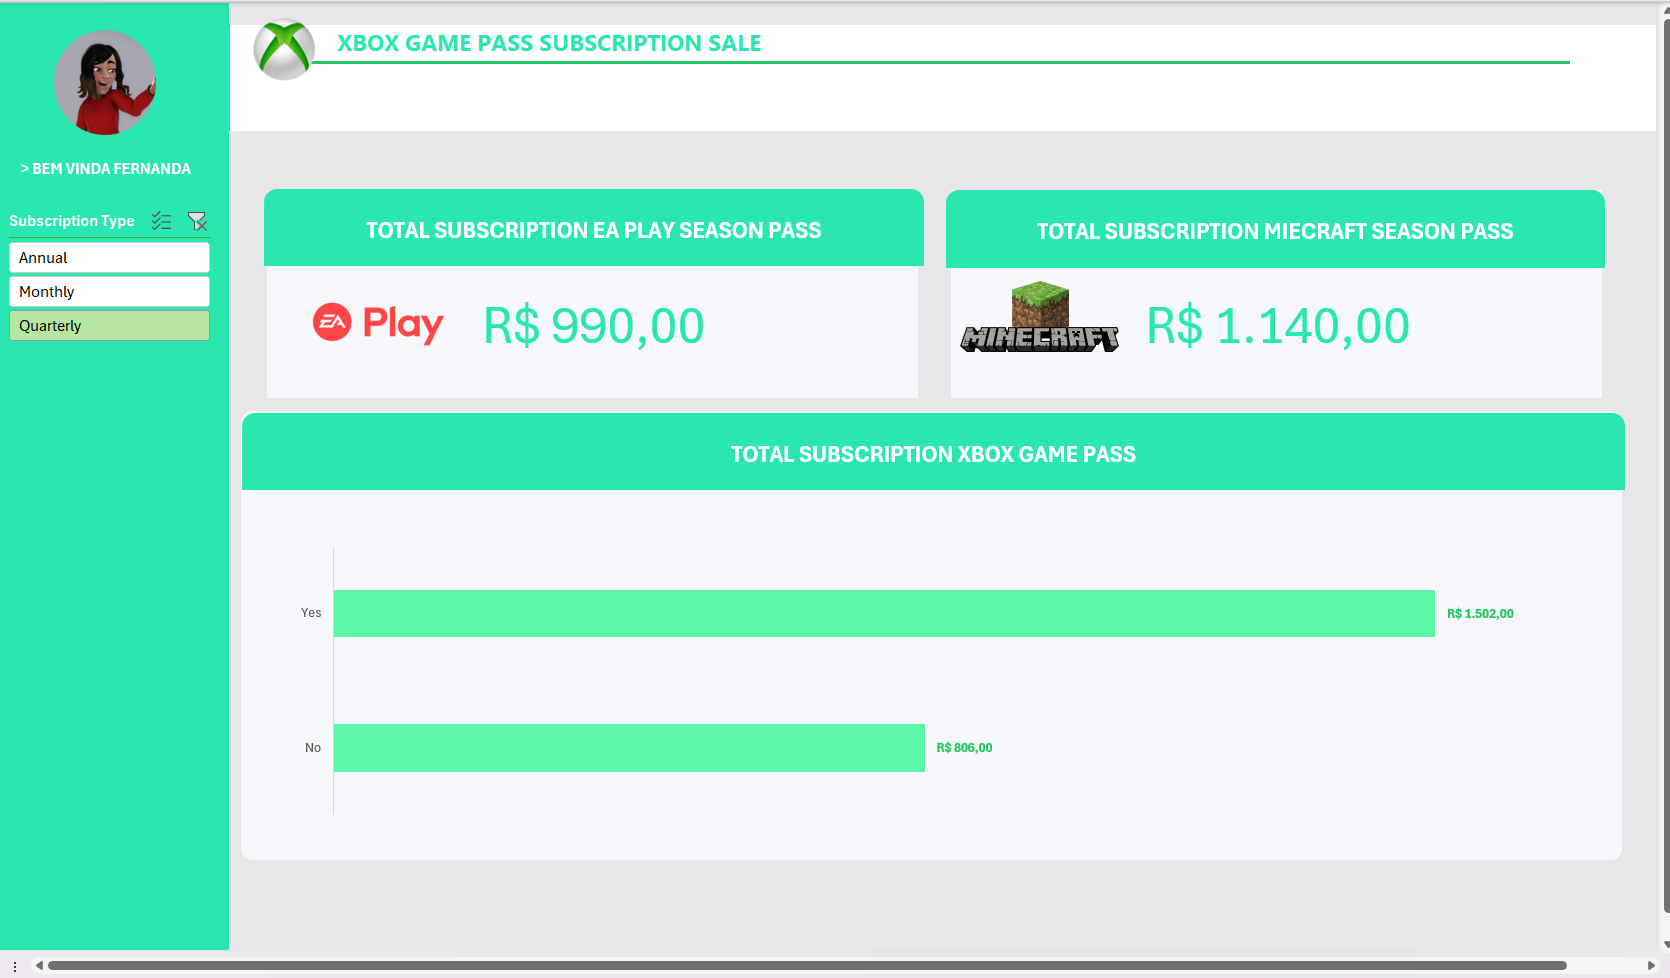 XBOX GAME PASS SUBSCRIPTION SALE
> BEM VINDA FERNANDA
Subscription Type
Annual
Monthly
Quarterly
TOTAL SUBSCRIPTION EA PLAY SEASON PASS
EA Play
R$ 990,00
TOTAL SUBSCRIPTION MIECRAFT SEASON PASS
MINECRAFT
R$ 1.140,00
TOTAL SUBSCRIPTION XBOX GAME PASS
Yes
R$ 1.502,00
No
R$ 806,00